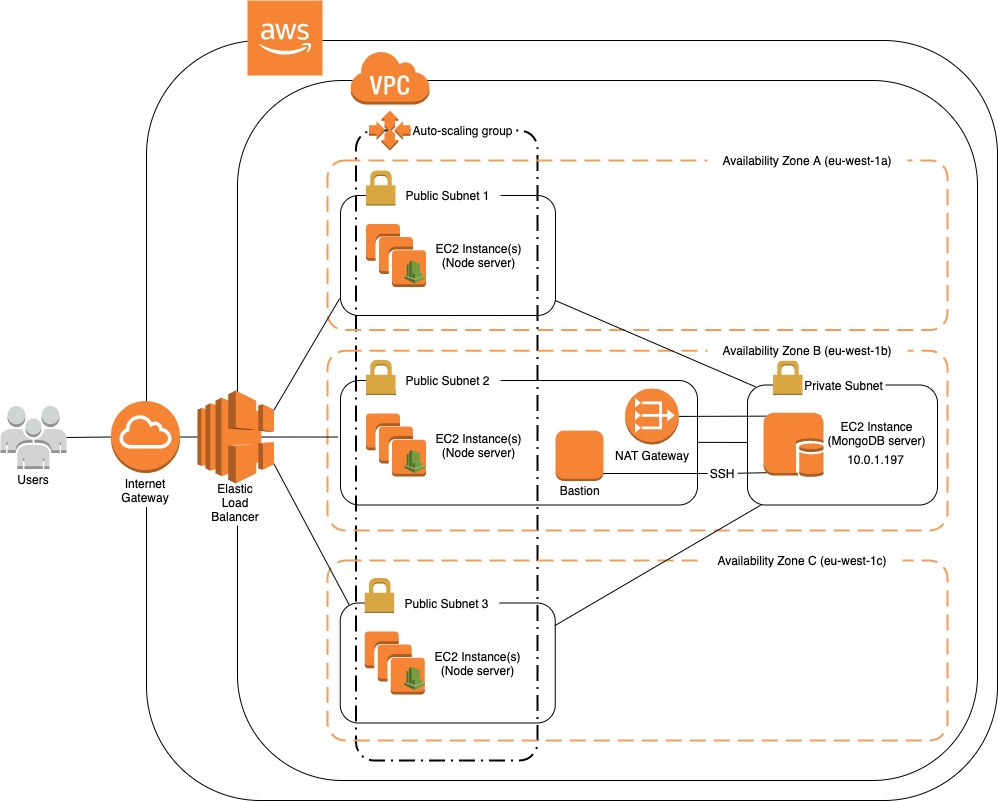 aws
VPC
Auto-scaling group
Availability Zone A (eu-west-1a)
Public Subnet 1
EC2 Instance(s)
(Node server)
Availability Zone B (eu-west-1b)
Public Subnet 2
Private Subnet
EC2 Instance(s)
(Node server)
NAT Gateway
EC2 Instance
(MongoDB server)
10.0.1.197
SSH
Bastion
Users
Internet
Gateway
Elastic
Load
Balancer
Availability Zone C (eu-west-1c)
Public Subnet 3
EC2 Instance(s)
(Node server)